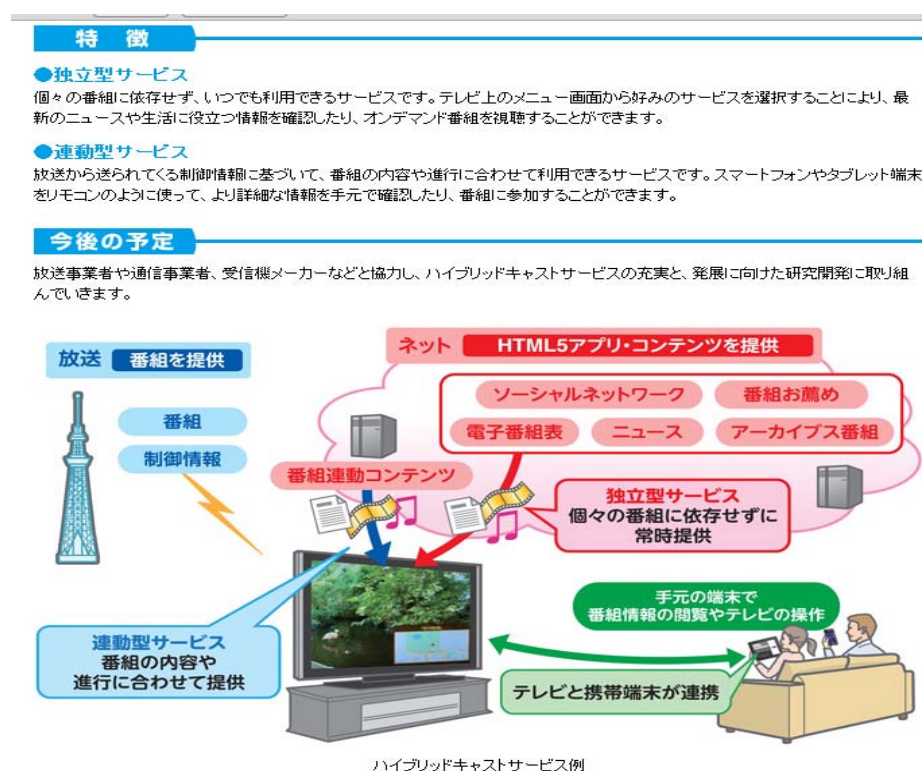 特 徴
●独立型サービス
個々の番組に依存せず、いつでも利用できるサービスです。テレビ上のメニュー画面から好みのサービスを選択することにより、最
新のニュースや生活に役立つ情報を確認したり、オンデマンド番組を視聴することができます。
●連動型サービス
放送から送られてくる制御情報に基づいて、番組の内容や進行に合わせて利用できるサービスです。スマートフォンやタブレット端末
をリモコンのように使って、より詳細な情報を手元で確認したり、番組に参加することができます。
今後の予定
放送事業者や通信事業者、受信機メーカーなどと協力し、ハイブリッドキャストサービスの充実と、発展に向けた研究開発に取り組
んでいきます。
放送 番組を提供
ネット HTML5アプリ・コンテンツを提供
ソーシャルネットワーク 番組お薦め
電子番組表 ニュース アーカイブス番組
番組
制御情報
番組連動コンテンツ
独立型サービス
個々の番組に依存せずに
常時提供
手元の端末で
番組情報の閲覧やテレビの操作
連動型サービス
番組の内容や
進行に合わせて提供
テレビと携帯端末が連携
ハイブリッドキャストサービス例